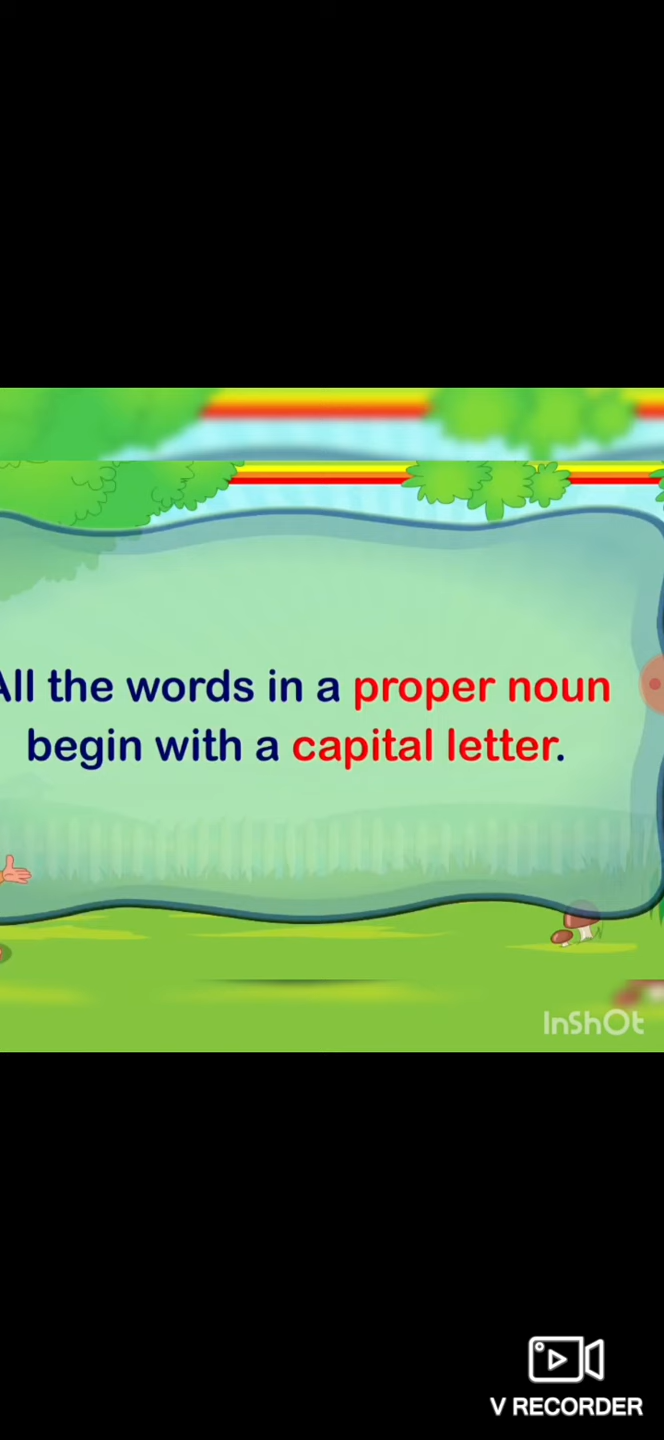 All the words in a proper noun
begin with a capital letter.
InShOt
V RECORDER